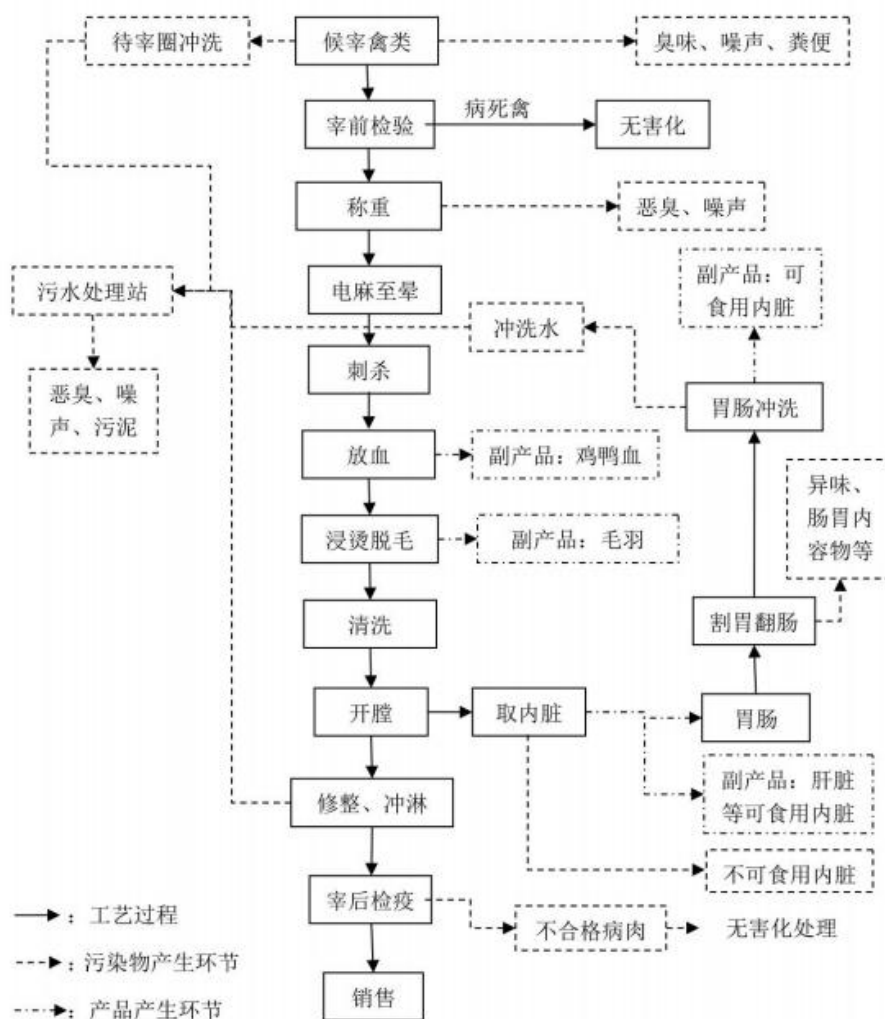 待宰圈冲洗
候宰禽类
臭味、噪声、粪便
宰前检验
病死禽
无害化
称重
恶臭、噪声
电麻至晕
污水处理站
冲洗水
副产品：可
食用内脏
恶臭、噪
声、污泥
刺杀
胃肠冲洗
放血
副产品：鸡鸭血
异味、
肠胃内
容物等
浸烫脱毛
副产品：毛羽
清洗
割胃翻肠
开膛
取内脏
胃肠
修整、冲淋
副产品：肝脏
等可食用内脏
不可食用内脏
宰后检疫
不合格病肉
无害化处理
销售
：工艺过程
：污染物产生环节
：产品产生环节